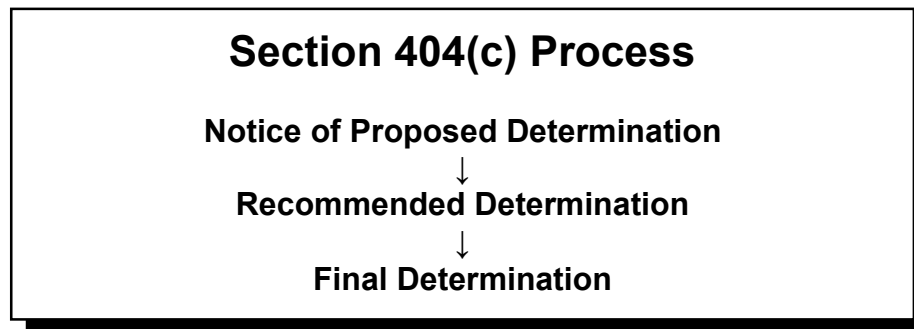 Section 404(c) Process
Notice of Proposed Determination
↓
Recommended Determination
↓
Final Determination